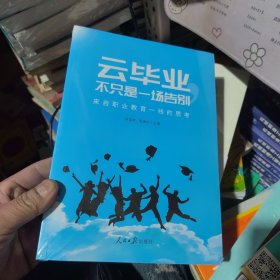 云毕业
不只是一场告别
来自职业教育一线的思考
人民日报出版社